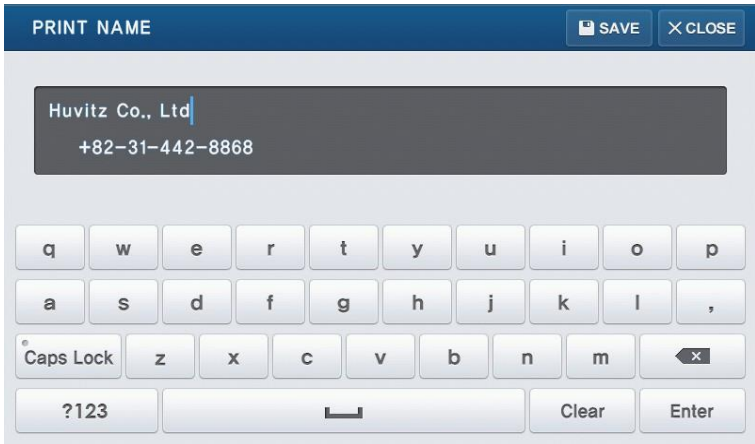 PRINT NAME SAVE CLOSE
Huvitz Co., Ltd
+82-31-442-8868
q w e r t y u i o p
a s d f g h j k l ,
Caps Lock z x c v b n m
?123 Clear Enter